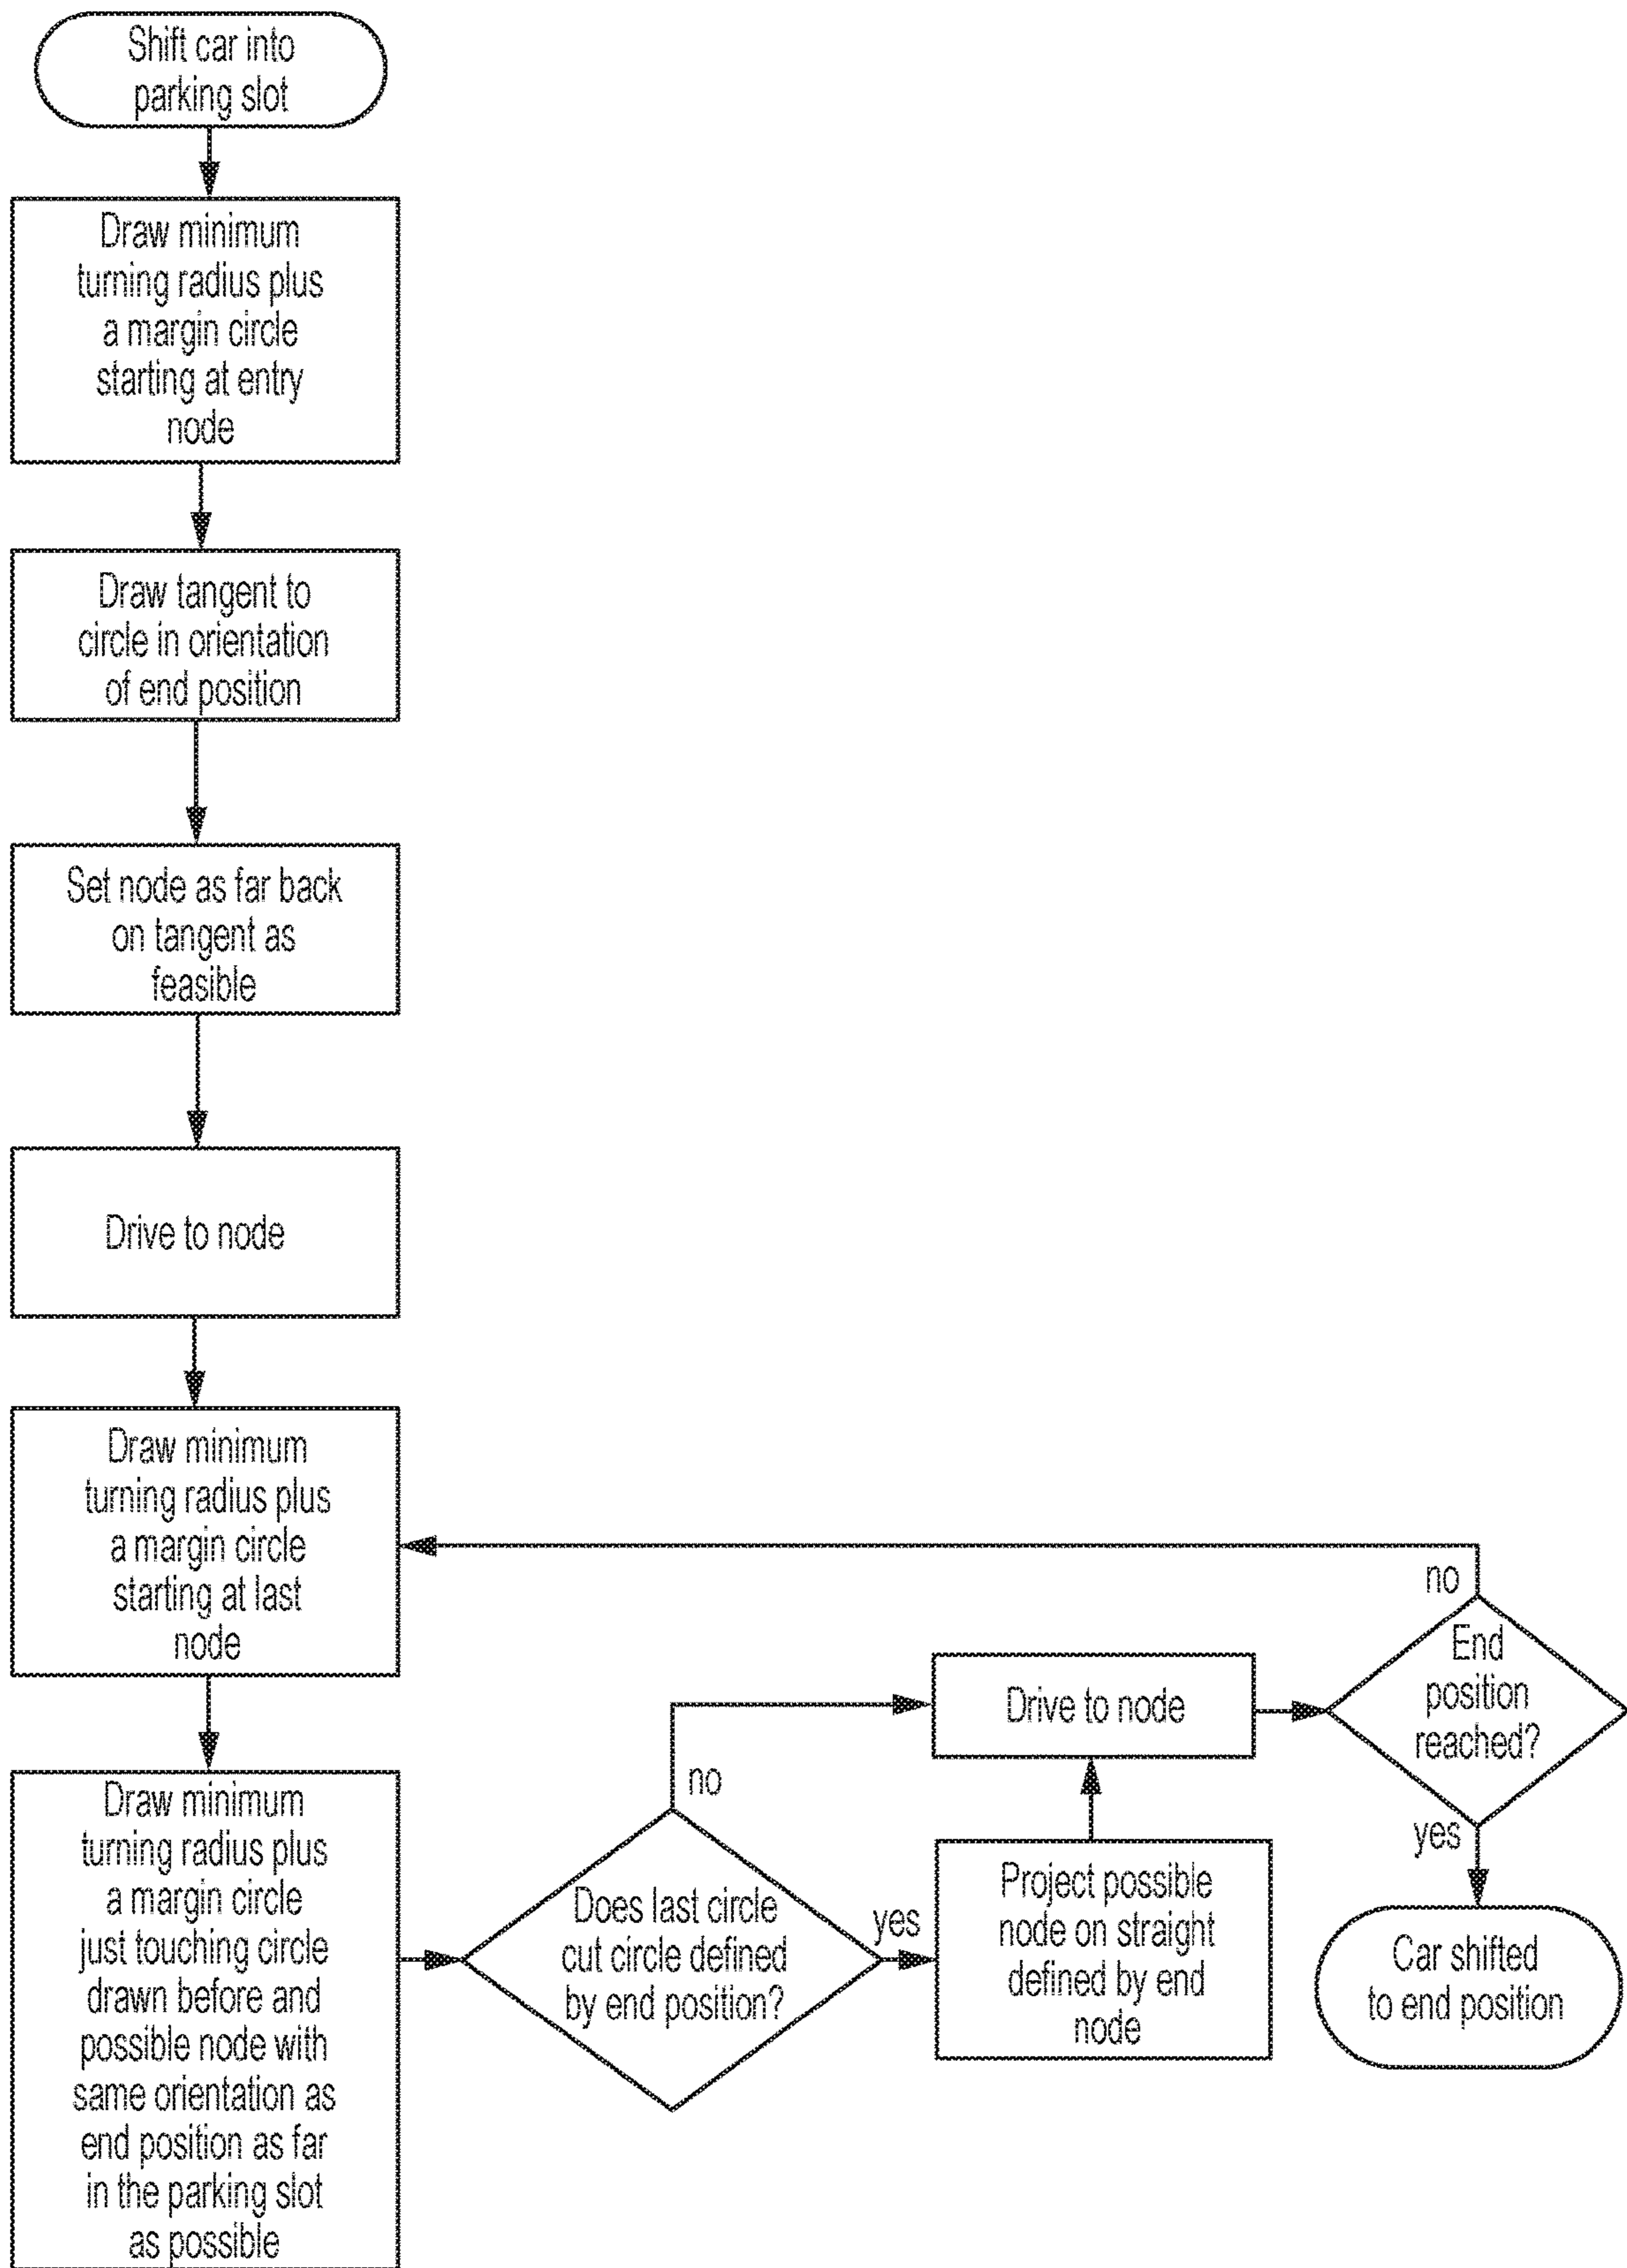 Shift car into
parking slot
Draw minimum
turning radius plus
a margin circle
starting at entry
node
Draw tangent to
circle in orientation
of end position
Set node as far back
on tangent as
feasible
Drive to node
Draw minimum
turning radius plus
a margin circle
starting at last
node
Draw minimum
turning radius plus
a margin circle
just touching circle
drawn before and
possible node with
same orientation as
end position as far
in the parking slot
as possible
Does last circle
cut circle defined
by end position?
no
yes
Project possible
node on straight
defined by end
node
Drive to node
End
position
reached?
no
yes
Car shifted
to end position